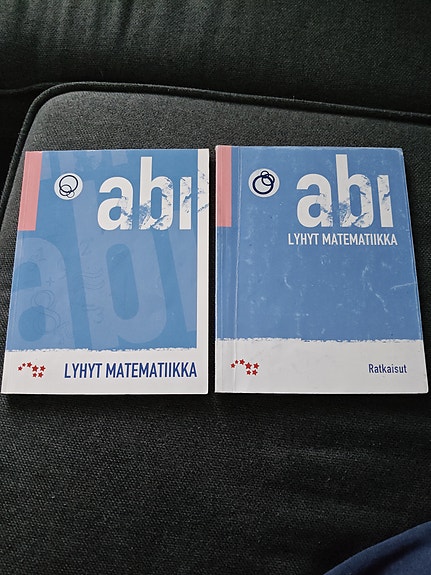 abi
LYHYT MATEMATIIKKA
abi
LYHYT MATEMATIIKKA
Ratkaisut